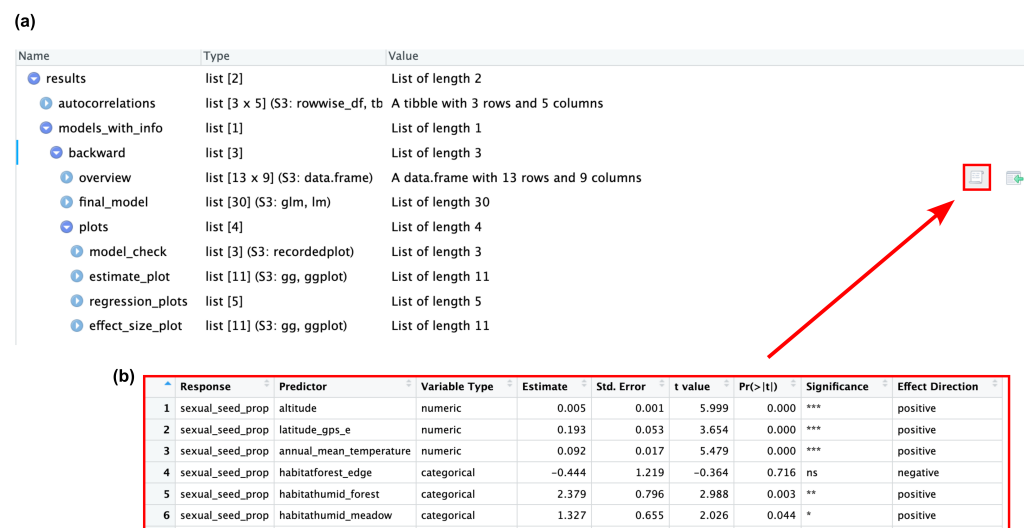 (a)
Name Type Value
results list [2] List of length 2
autocorrelations list [3 x 5] (S3: rowwise_df, tb A tibble with 3 rows and 5 columns
models_with_info list [1] List of length 1
backward list [3] List of length 3
overview list [13 x 9] (S3: data.frame) A data.frame with 13 rows and 9 columns
final_model list [30] (S3: glm, lm) List of length 30
plots list [4] List of length 4
model_check list [3] (S3: recordedplot) List of length 3
estimate_plot list [11] (S3: gg, ggplot) List of length 11
regression_plots list [5] List of length 5
effect_size_plot list [11] (S3: gg, ggplot) List of length 11
(b)
Response Predictor Variable Type Estimate Std. Error t value Pr(>|t|) Significance Effect Direction
1 sexual_seed_prop altitude numeric 0.005 0.001 5.999 0.000 *** positive
2 sexual_seed_prop latitude_gps_e numeric 0.193 0.053 3.654 0.000 *** positive
3 sexual_seed_prop annual_mean_temperature numeric 0.092 0.017 5.479 0.000 *** positive
4 sexual_seed_prop habitatforest_edge categorical −0.444 1.219 −0.364 0.716 ns negative
5 sexual_seed_prop habitathumid_forest categorical 2.379 0.796 2.988 0.003 ** positive
6 sexual_seed_prop habitathumid_meadow categorical 1.327 0.655 2.026 0.044 * positive